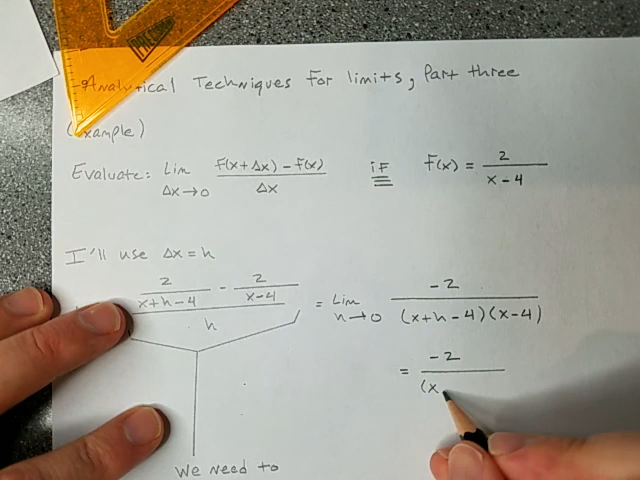 Analytical Techniques for limits, Part three
(example)
Evaluate: Lim Δx→0 F(x+Δx) – f(x) / Δx if f(x) = 2 / x – 4
I'll use Δx = h
2 / x+h–4 – 2 / x–4 / h = Lim h→0 –2 / (x+h–4)(x–4)
= –2 / (x
We need to